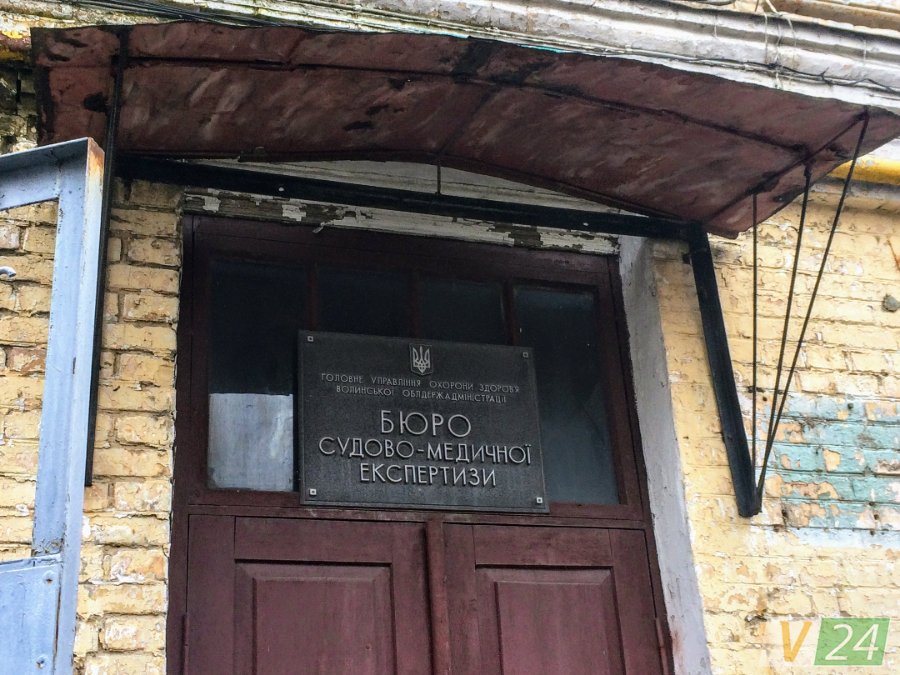 ГОЛОВНЕ УПРАВЛІННЯ ОХОРОНИ ЗДОРОВ'Я
ВОЛИНСЬКОЇ ОБЛДЕРЖАДМІНІСТРАЦІЇ
БЮРО
СУДОВО-МЕДИЧНОЇ
ЕКСПЕРТИЗИ
V24